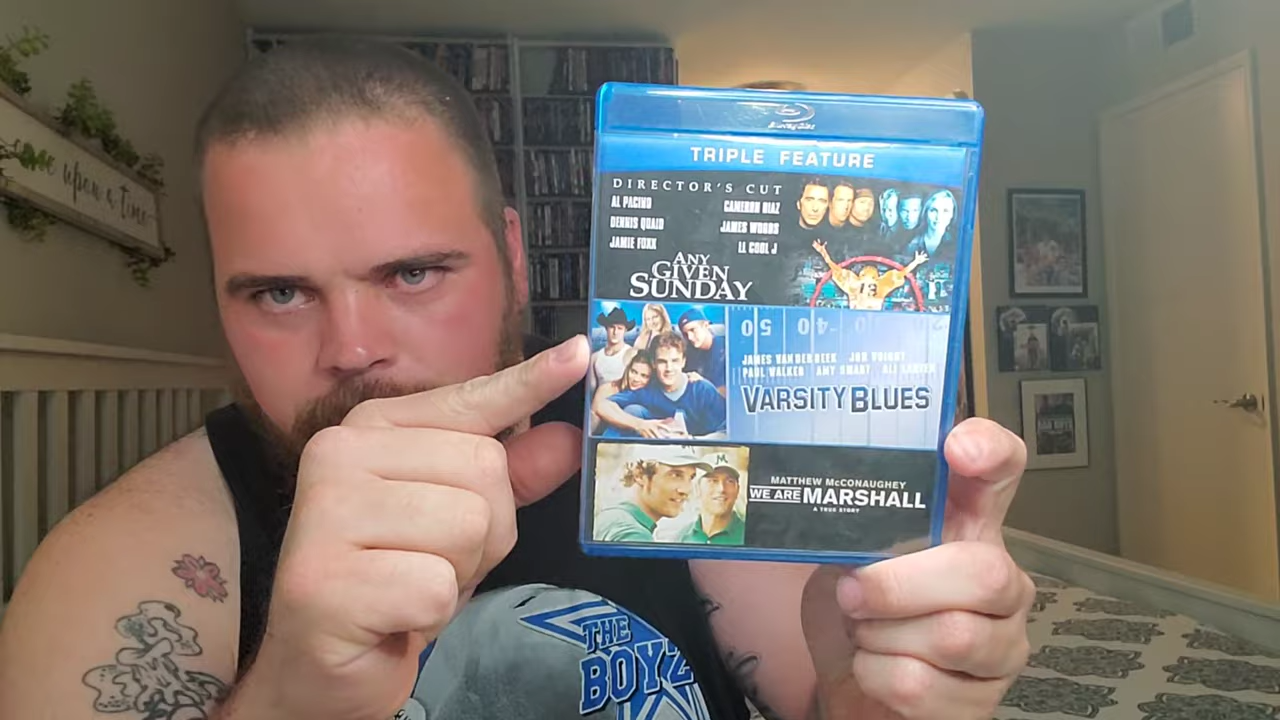 upon a time
Blu-ray Disc
TRIPLE FEATURE
DIRECTOR'S CUT
AL PACINO CAMERON DIAZ
DENNIS QUAID JAMES WOODS
JAMIE FOXX LL COOL J
ANY
GIVEN
SUNDAY
13
50 40
JAMES VAN DER BEEK JON VOIGHT
PAUL WALKER AMY SMART ALI LARTER
VARSITY BLUES
M
MATTHEW McCONAUGHEY
WE ARE MARSHALL
A TRUE STORY
THE
BOYZ